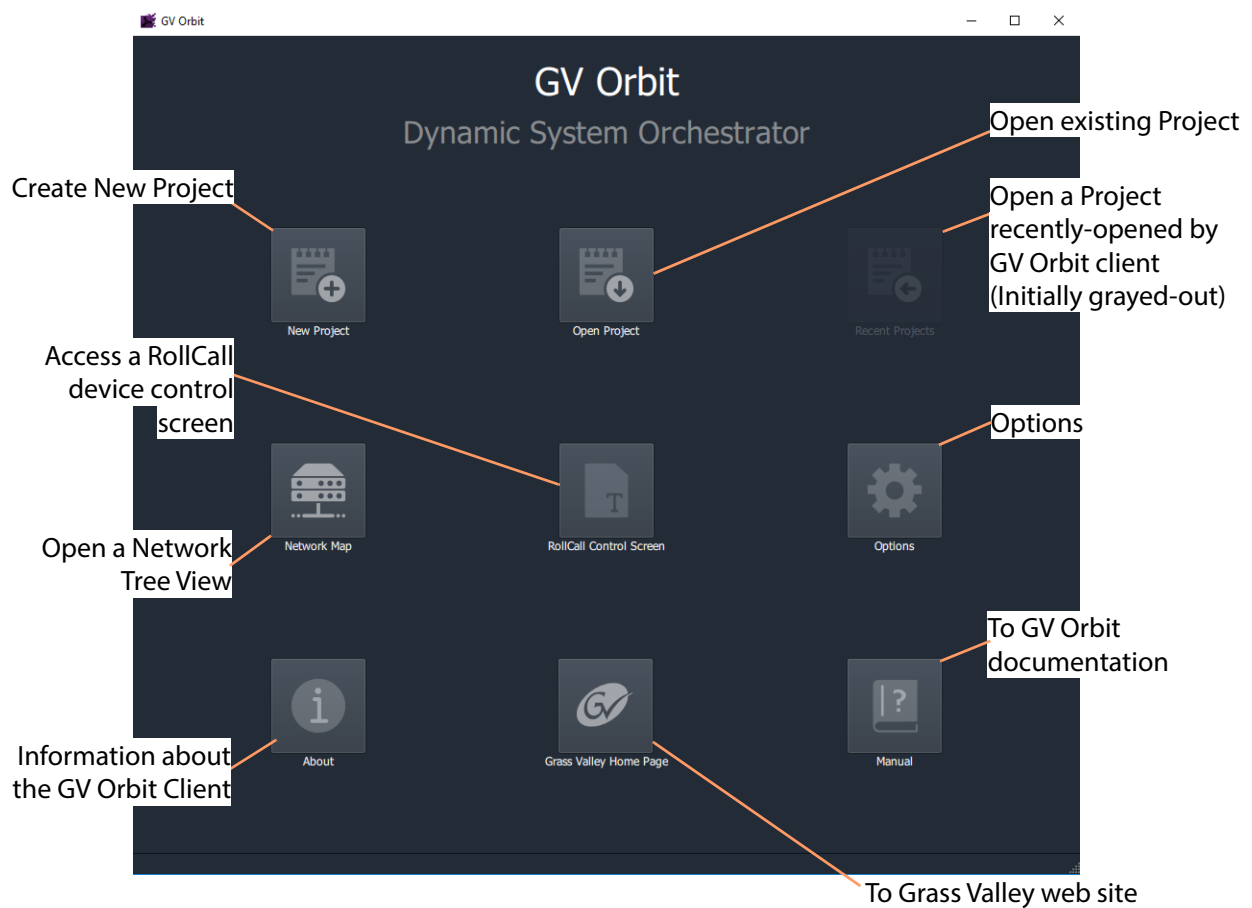 GV Orbit
GV Orbit
Dynamic System Orchestrator
Open existing Project
Create New Project
Open a Project
recently-opened by
GV Orbit client
(Initially grayed-out)
New Project
Open Project
Recent Projects
Access a RollCall
device control
screen
Options
T
Network Map
RollCall Control Screen
Options
Open a Network
Tree View
To GV Orbit
documentation
i
GV
?
About
Grass Valley Home Page
Manual
Information about
the GV Orbit Client
To Grass Valley web site